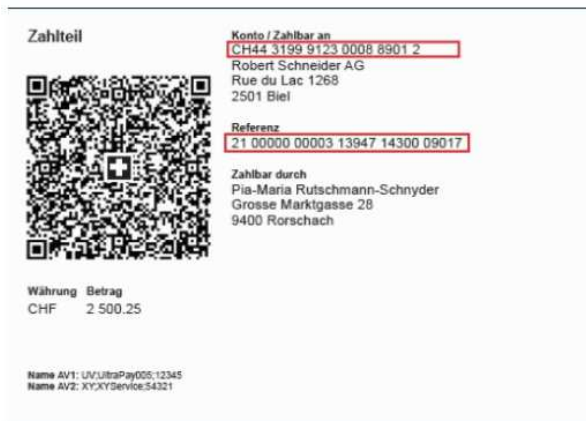 Zahlteil
Konto / Zahlbar an
CH44 3199 9123 0008 8901 2
Robert Schneider AG
Rue du Lac 1268
2501 Biel
Referenz
21 00000 00003 13947 14300 09017
Zahlbar durch
Pia-Maria Rutschmann-Schnyder
Grosse Marktgasse 28
9400 Rorschach
Währung Betrag
CHF 2 500.25
Name AV1: UV;UltraPay005;12345
Name AV2: XY;XYService;54321